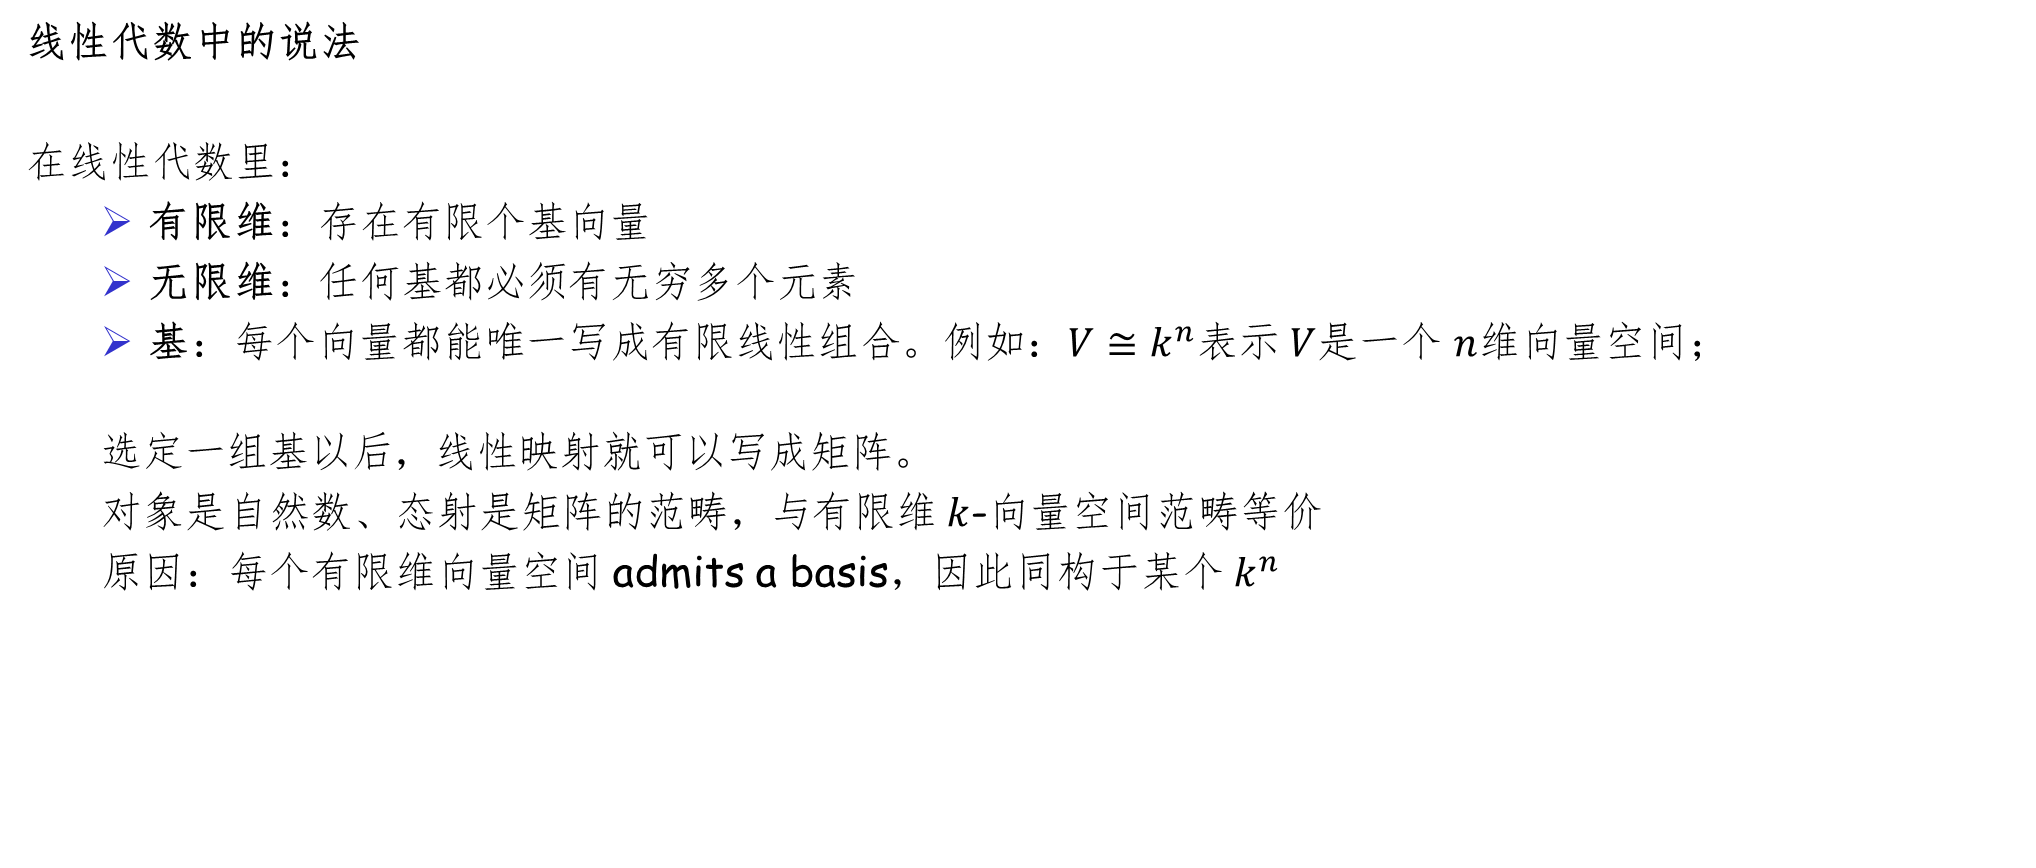 线性代数中的说法
在线性代数里：
➢ 有限维：存在有限个基向量
➢ 无限维：任何基都必须有无穷多个元素
➢ 基：每个向量都能唯一写成有限线性组合。例如：V ≅ kⁿ表示 V是一个 n维向量空间；
选定一组基以后，线性映射就可以写成矩阵。
对象是自然数、态射是矩阵的范畴，与有限维 k-向量空间范畴等价
原因：每个有限维向量空间 admits a basis，因此同构于某个 kⁿ